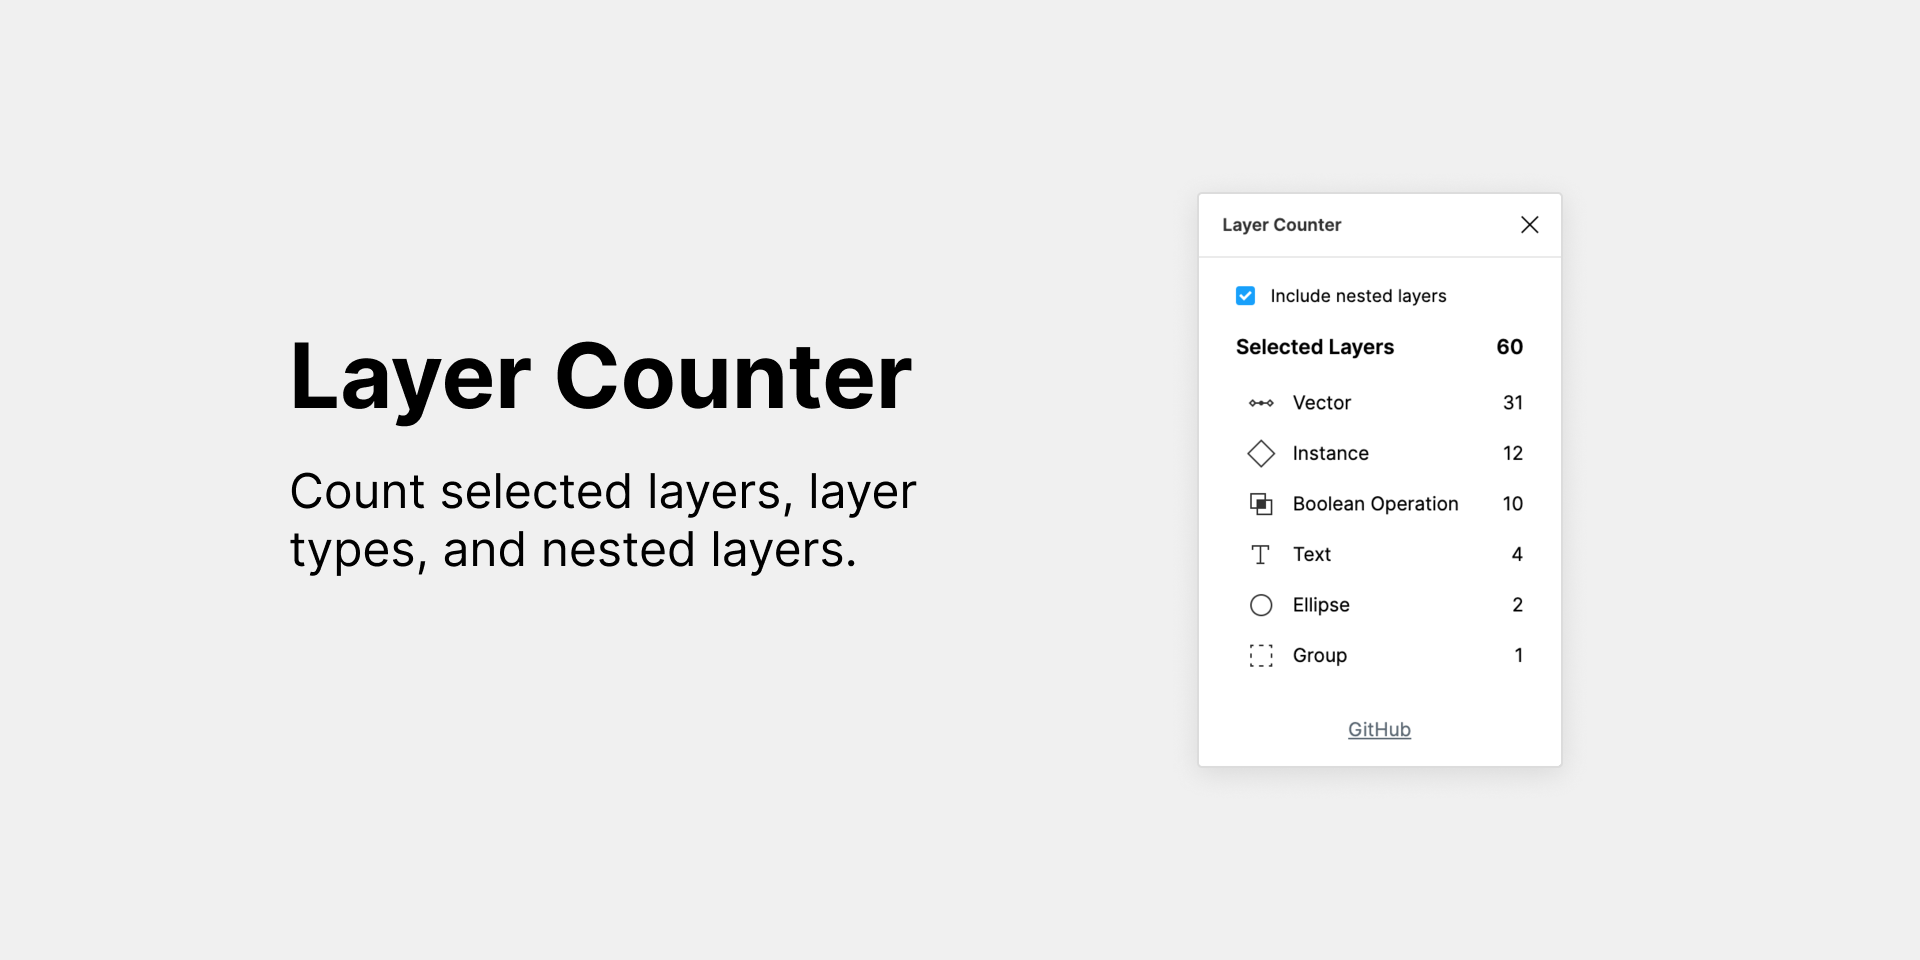 Layer Counter
Count selected layers, layer
types, and nested layers.
Layer Counter
Include nested layers
Selected Layers 60
Vector 31
Instance 12
Boolean Operation 10
Text 4
Ellipse 2
Group 1
GitHub